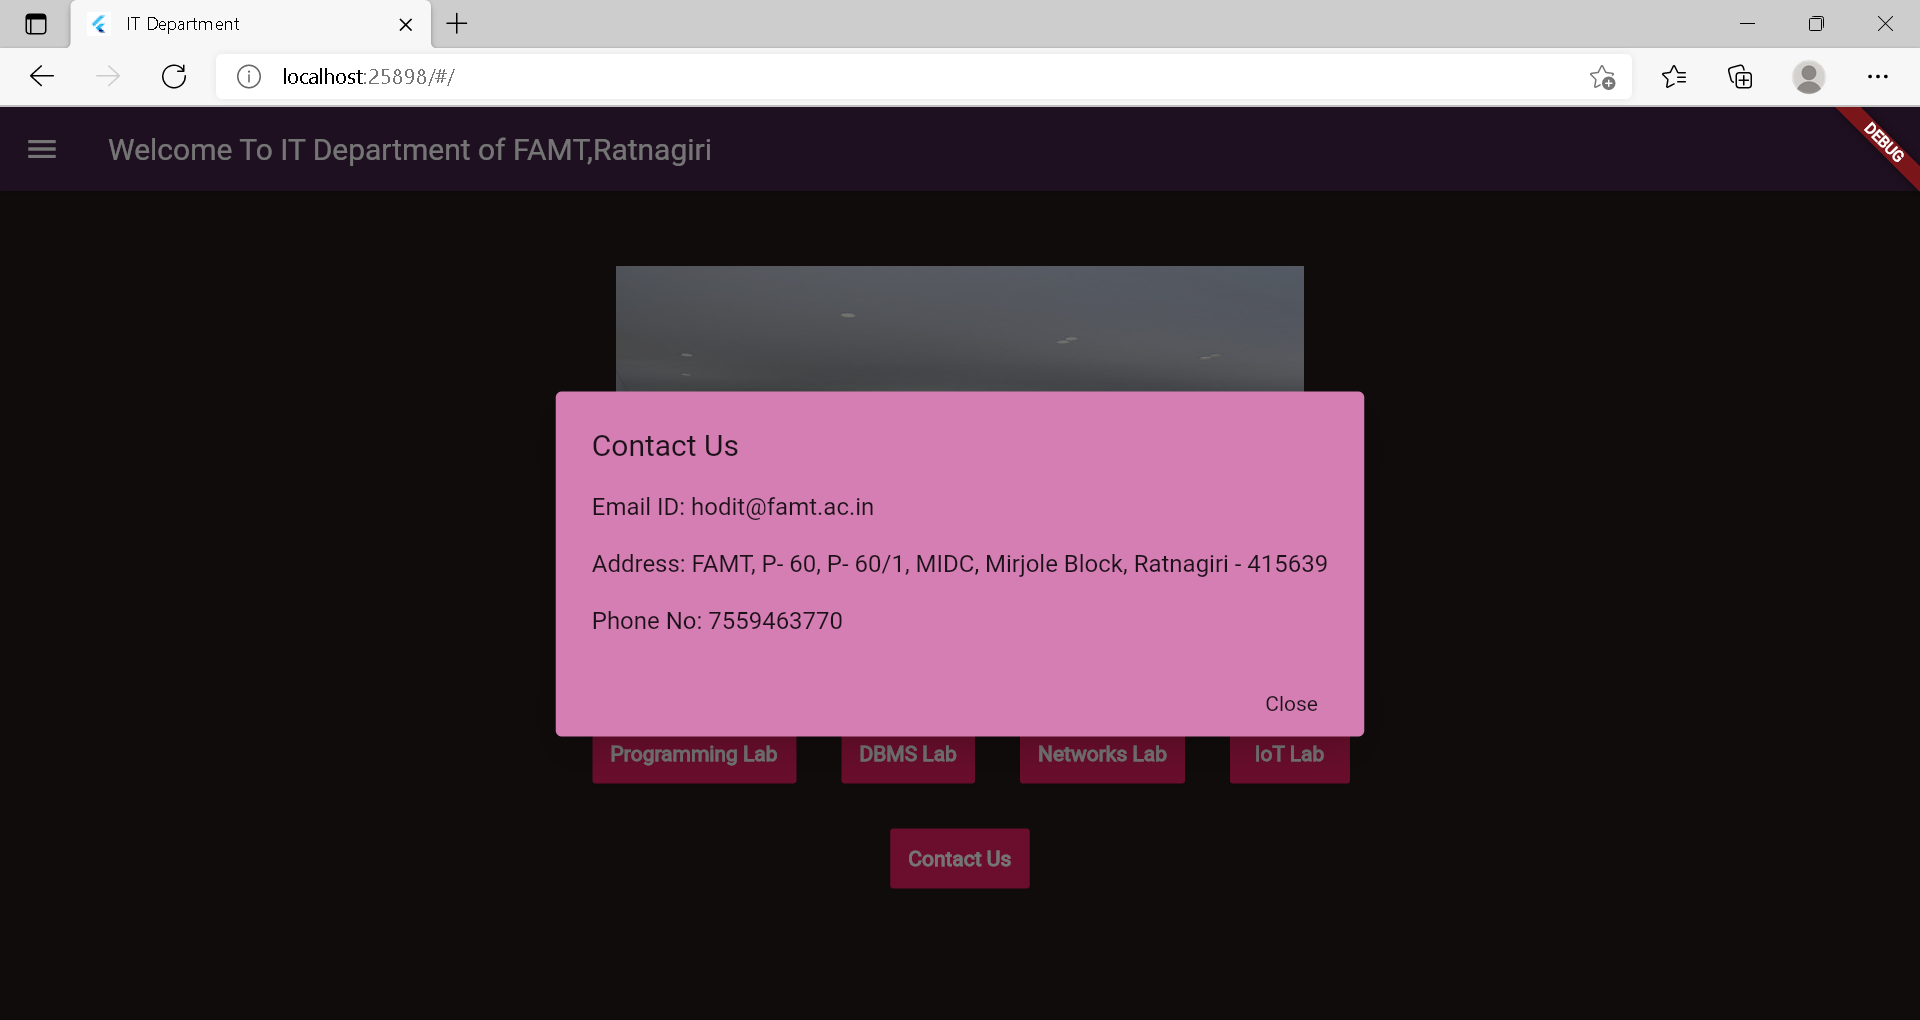 IT Department
localhost:25898/#/
Welcome To IT Department of FAMT,Ratnagiri
DEBUG
Contact Us
Email ID: hodit@famt.ac.in
Address: FAMT, P- 60, P- 60/1, MIDC, Mirjole Block, Ratnagiri - 415639
Phone No: 7559463770
Close
Programming Lab DBMS Lab Networks Lab IoT Lab
Contact Us